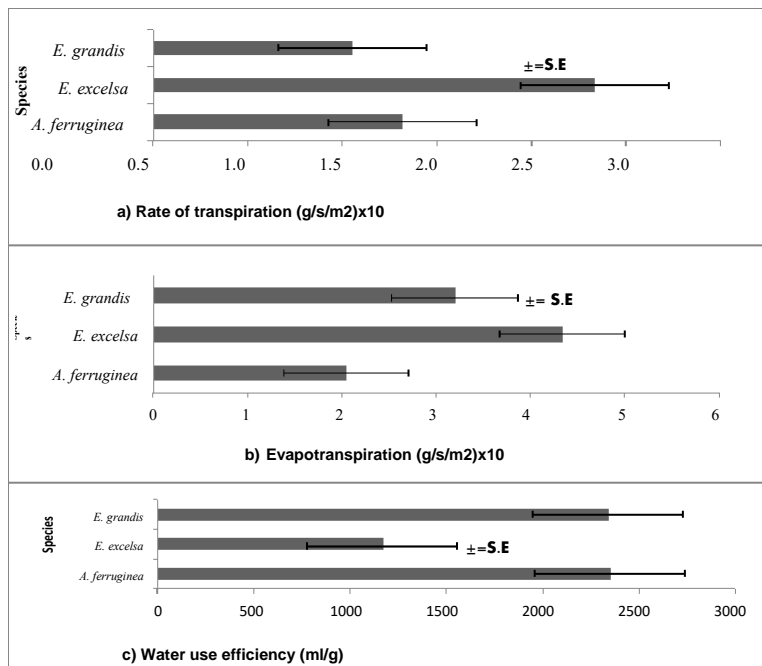 E. grandis
±=S.E
E. excelsa
Species
A. ferruginea
0.0 0.5 1.0 2.0 2.5 3.0
a) Rate of transpiration (g/s/m2)x10
E. grandis
±= S.E
E. excelsa
s
A. ferruginea
0 1 2 3 4 5 6
b) Evapotranspiration (g/s/m2)x10
Species
E. grandis
E. excelsa
±=S.E
A. ferruginea
0 500 1000 1500 2000 2500 3000
c) Water use efficiency (ml/g)